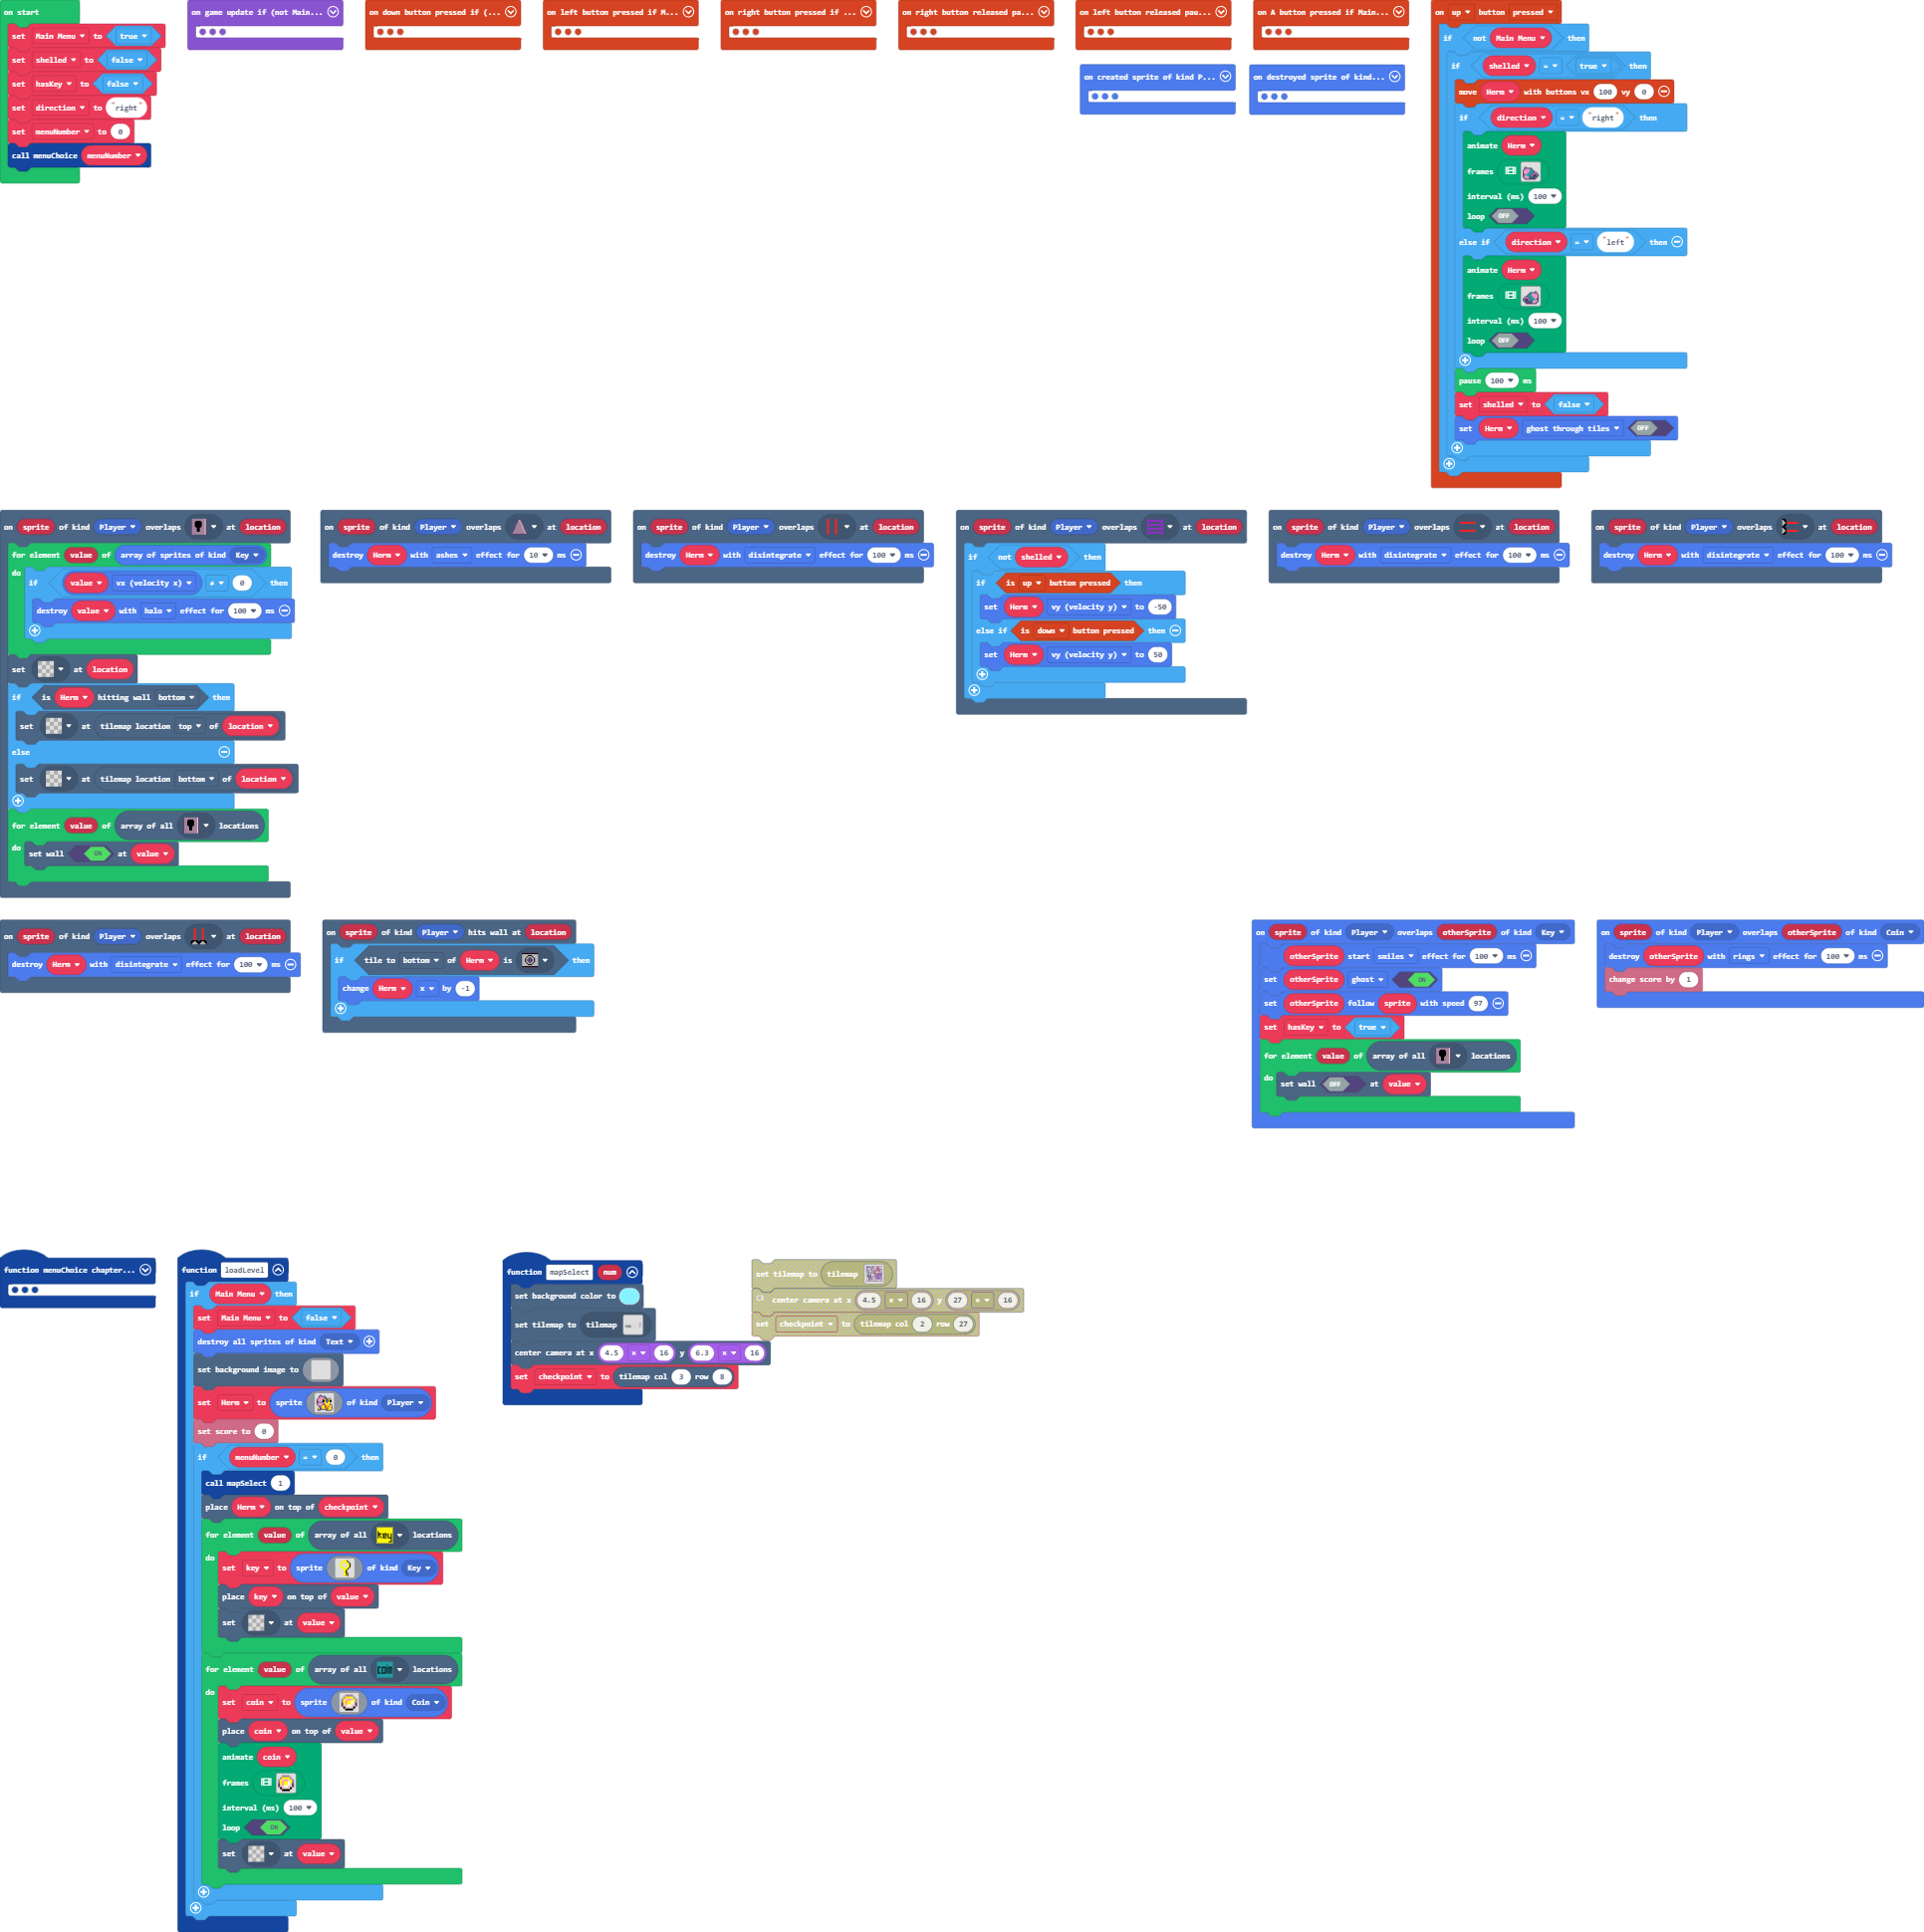 on start
set Main Menu to true
set shelled to false
set hasKey to false
set direction to "right"
set menuNumber to 0
call menuChoice menuNumber
on game update if (not Main...
on down button pressed if (...
on left button pressed if M...
on right button pressed if ...
on right button released pa...
on left button released pau...
on A button pressed if Main...
on created sprite of kind P...
on destroyed sprite of kind...
on up button pressed
if not Main Menu then
if shelled = true then
move Herm with buttons vx 100 vy 0
if direction = "right" then
animate Herm
frames
interval (ms) 100
loop OFF
else if direction = "left" then
animate Herm
frames
interval (ms) 100
loop OFF
pause 100 ms
set shelled to false
set Herm ghost through tiles OFF
on sprite of kind Player overlaps at location
for element value of array of sprites of kind Key
do
if value vx (velocity x) ≠ 0 then
destroy value with halo effect for 100 ms
set at location
if is Herm hitting wall bottom then
set at tilemap location top of location
else
set at tilemap location bottom of location
for element value of array of all locations
do
set wall ON at value
on sprite of kind Player overlaps at location
destroy Herm with ashes effect for 10 ms
on sprite of kind Player overlaps at location
destroy Herm with disintegrate effect for 100 ms
on sprite of kind Player overlaps at location
if not shelled then
if is up button pressed then
set Herm vy (velocity y) to -50
else if is down button pressed then
set Herm vy (velocity y) to 50
on sprite of kind Player overlaps at location
destroy Herm with disintegrate effect for 100 ms
on sprite of kind Player overlaps at location
destroy Herm with disintegrate effect for 100 ms
on sprite of kind Player overlaps at location
destroy Herm with disintegrate effect for 100 ms
on sprite of kind Player hits wall at location
if tile to bottom of Herm is then
change Herm x by -1
on sprite of kind Player overlaps otherSprite of kind Key
otherSprite start smiles effect for 100 ms
set otherSprite ghost ON
set otherSprite follow sprite with speed 97
set hasKey to true
for element value of array of all locations
do
set wall OFF at value
on sprite of kind Player overlaps otherSprite of kind Coin
destroy otherSprite with rings effect for 100 ms
change score by 1
function menuChoice chapter...
function loadLevel
if Main Menu then
set Main Menu to false
destroy all sprites of kind Text
set background image to
set Herm to sprite of kind Player
set score to 0
if menuNumber = 0 then
call mapSelect 1
place Herm on top of checkpoint
for element value of array of all key locations
do
set key to sprite of kind Key
place key on top of value
set at value
for element value of array of all coin locations
do
set coin to sprite of kind Coin
place coin on top of value
animate coin
frames
interval (ms) 100
loop ON
set at value
function mapSelect num
set background color to
set tilemap to tilemap
center camera at x 4.5 × 16 y 6.3 × 16
set checkpoint to tilemap col 3 row 8
set tilemap to tilemap
center camera at x 4.5 × 16 y 27 × 16
set checkpoint to tilemap col 2 row 27